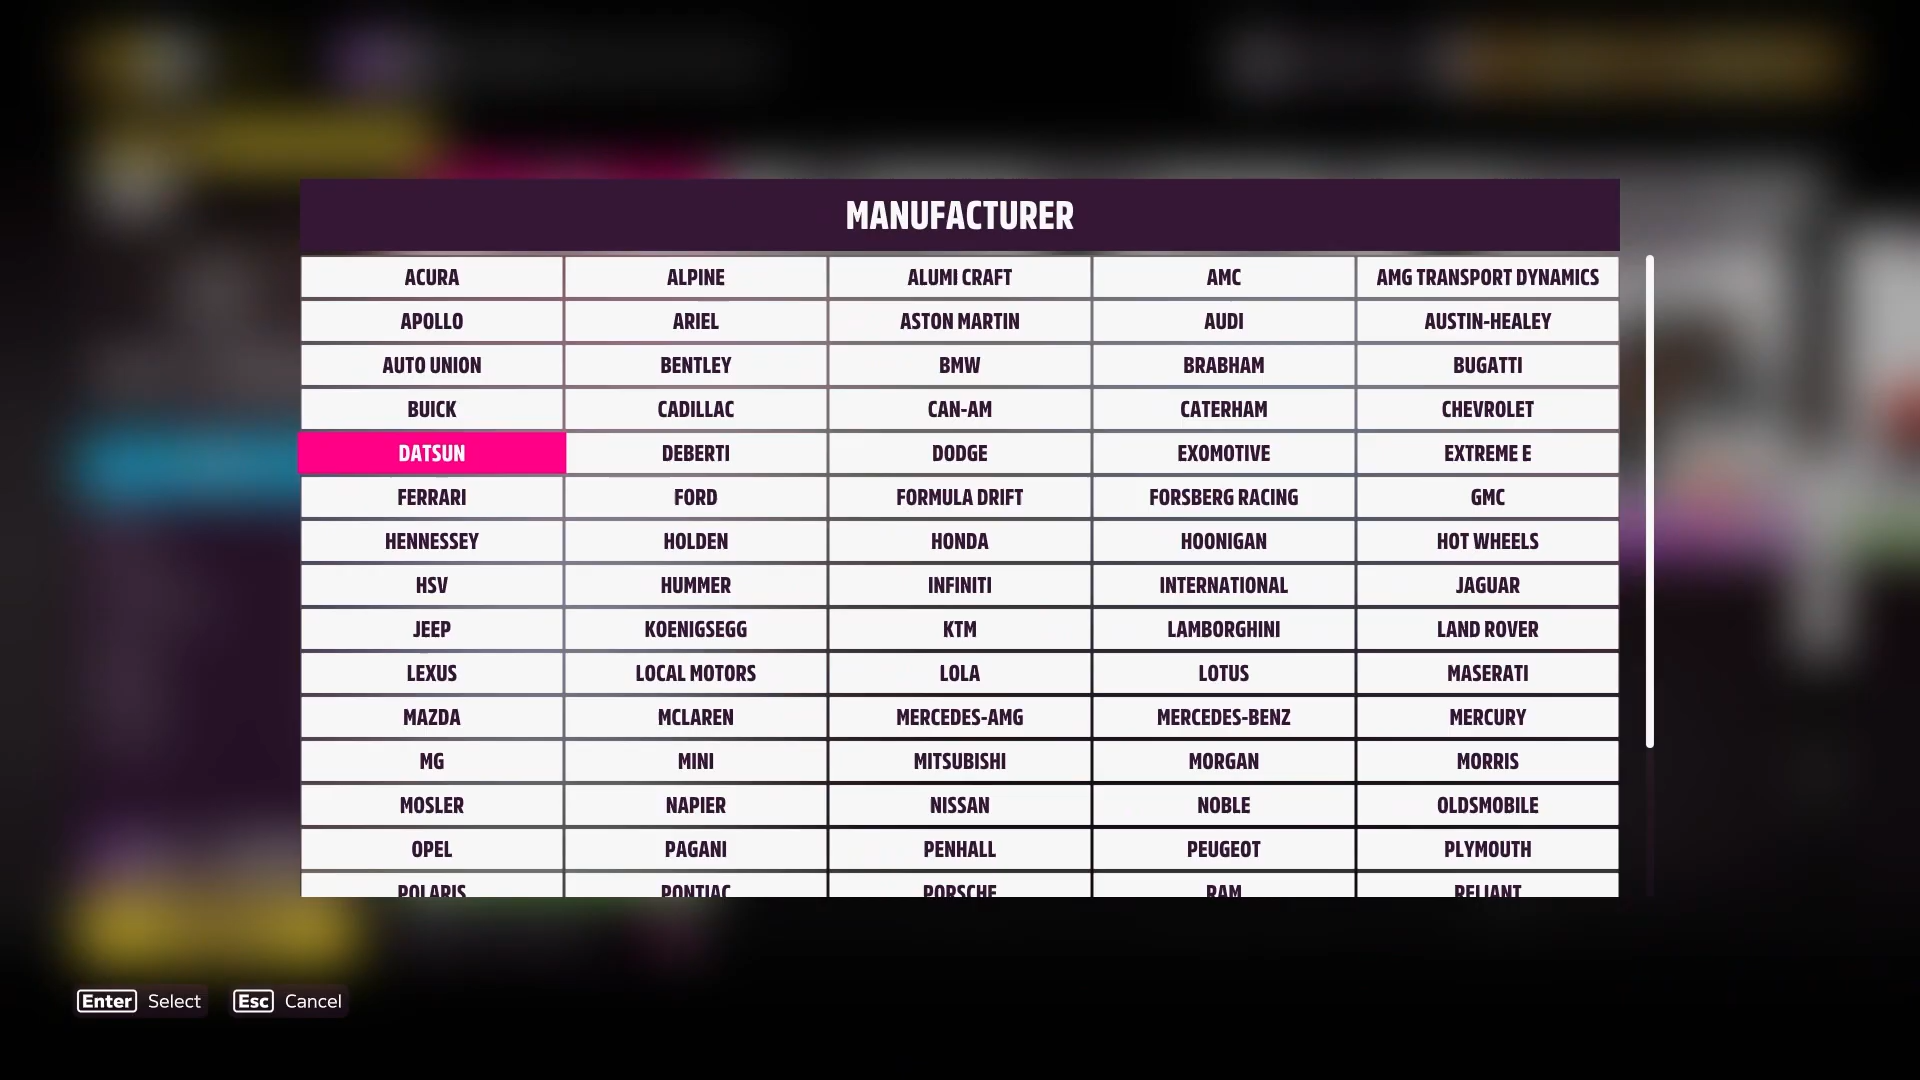 MANUFACTURER
ACURA ALPINE ALUMI CRAFT AMC AMG TRANSPORT DYNAMICS
APOLLO ARIEL ASTON MARTIN AUDI AUSTIN-HEALEY
AUTO UNION BENTLEY BMW BRABHAM BUGATTI
BUICK CADILLAC CAN-AM CATERHAM CHEVROLET
DATSUN DEBERTI DODGE EXOMOTIVE EXTREME E
FERRARI FORD FORMULA DRIFT FORSBERG RACING GMC
HENNESSEY HOLDEN HONDA HOONIGAN HOT WHEELS
HSV HUMMER INFINITI INTERNATIONAL JAGUAR
JEEP KOENIGSEGG KTM LAMBORGHINI LAND ROVER
LEXUS LOCAL MOTORS LOLA LOTUS MASERATI
MAZDA MCLAREN MERCEDES-AMG MERCEDES-BENZ MERCURY
MG MINI MITSUBISHI MORGAN MORRIS
MOSLER NAPIER NISSAN NOBLE OLDSMOBILE
OPEL PAGANI PENHALL PEUGEOT PLYMOUTH
POLARIS PONTIAC PORSCHE RAM RELIANT
Enter Select Esc Cancel